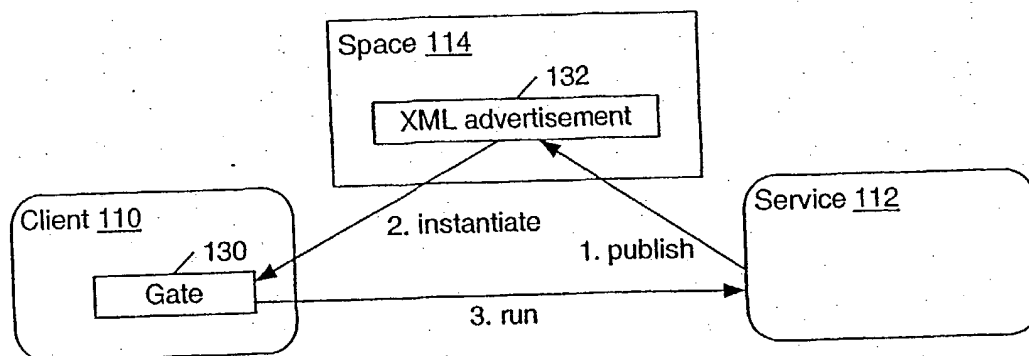 Space 114
132
XML advertisement
Client 110
2. instantiate
Service 112
130
1. publish
Gate
3. run